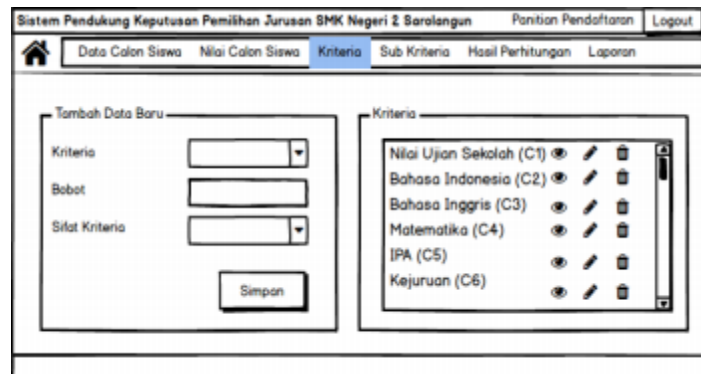 Sistem Pendukung Keputusan Pemilihan Jurusan SMK Negeri 2 Sarolangun Panitian Pendaftaran Logout
Data Calon Siswa Nilai Calon Siswa Kriteria Sub Kriteria Hasil Perhitungan Laporan
Tambah Data Baru
Kriteria
Bobot
Sifat Kriteria
Simpan
Kriteria
Nilai Ujian Sekolah (C1)
Bahasa Indonesia (C2)
Bahasa Inggris (C3)
Matematika (C4)
IPA (C5)
Kejuruan (C6)